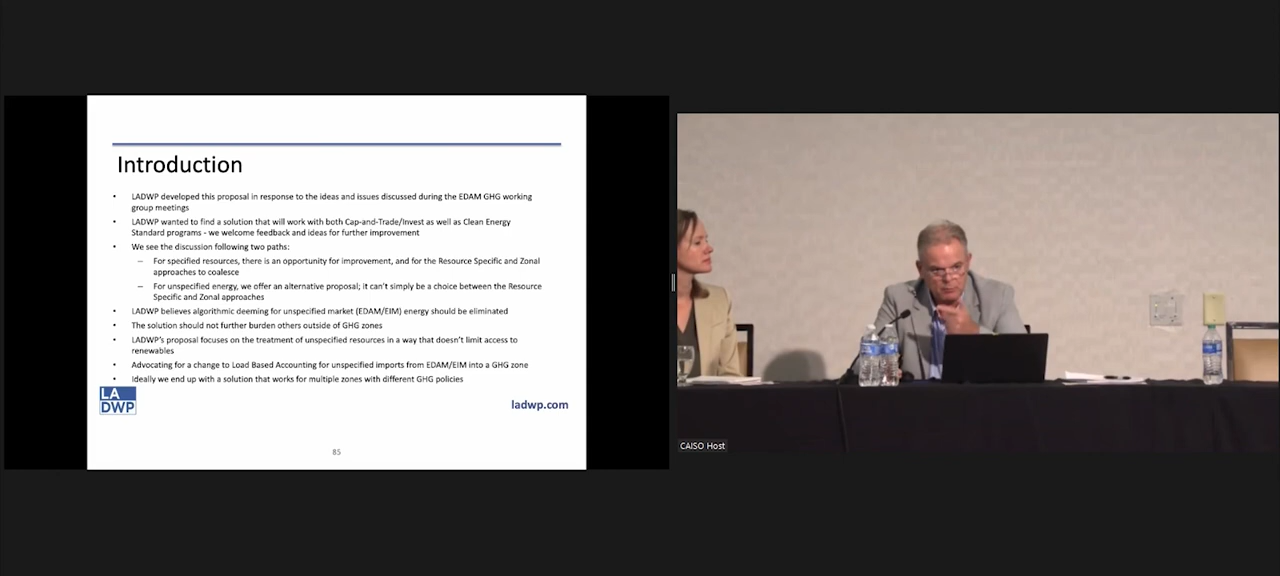 Introduction
• LADWP developed this proposal in response to the ideas and issues discussed during the EDAM GHG working
group meetings
• LADWP wanted to find a solution that will work with both Cap-and-Trade/Invest as well as Clean Energy
Standard programs - we welcome feedback and ideas for further improvement
• We see the discussion following two paths:
– For specified resources, there is an opportunity for improvement, and for the Resource Specific and Zonal
approaches to coalesce
– For unspecified energy, we offer an alternative proposal; it can't simply be a choice between the Resource
Specific and Zonal approaches
• LADWP believes algorithmic deeming for unspecified market (EDAM/EIM) energy should be eliminated
• The solution should not further burden others outside of GHG zones
• LADWP's proposal focuses on the treatment of unspecified resources in a way that doesn't limit access to
renewables
• Advocating for a change to Load Based Accounting for unspecified imports from EDAM/EIM into a GHG zone
• Ideally we end up with a solution that works for multiple zones with different GHG policies
LA
DWP
ladwp.com
85
CAISO Host